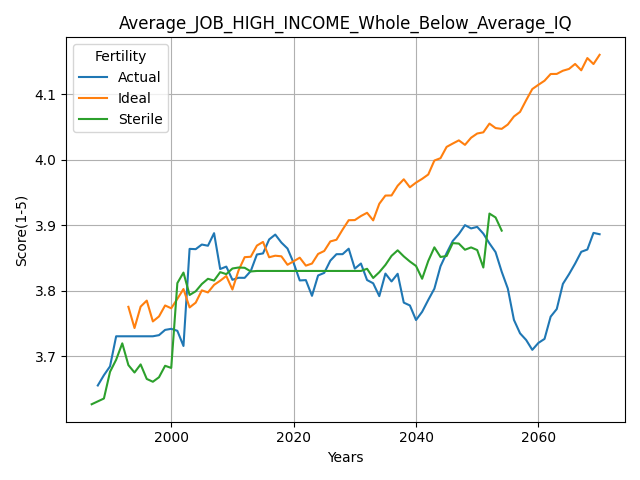 Average_JOB_HIGH_INCOME_Whole_Below_Average_IQ
Fertility
Actual
Ideal
Sterile
Score(1-5)
4.1
4.0
3.9
3.8
3.7
2000 2020 2040 2060
Years